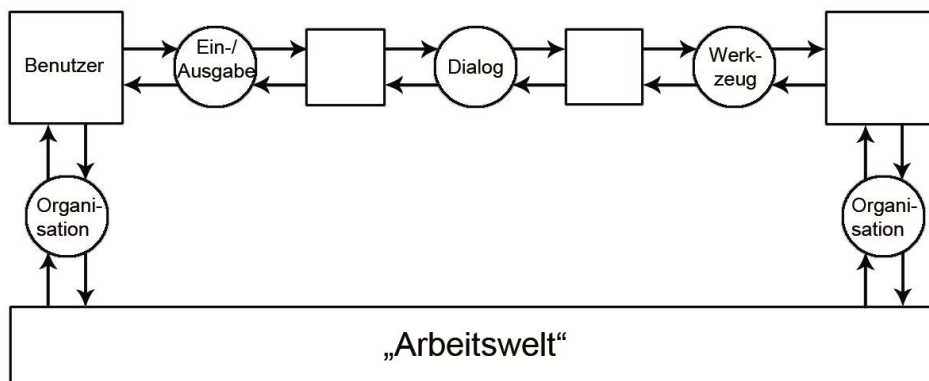 Benutzer
Ein-/
Ausgabe
Dialog
Werk-
zeug
Organi-
sation
Organi-
sation
„Arbeitswelt“